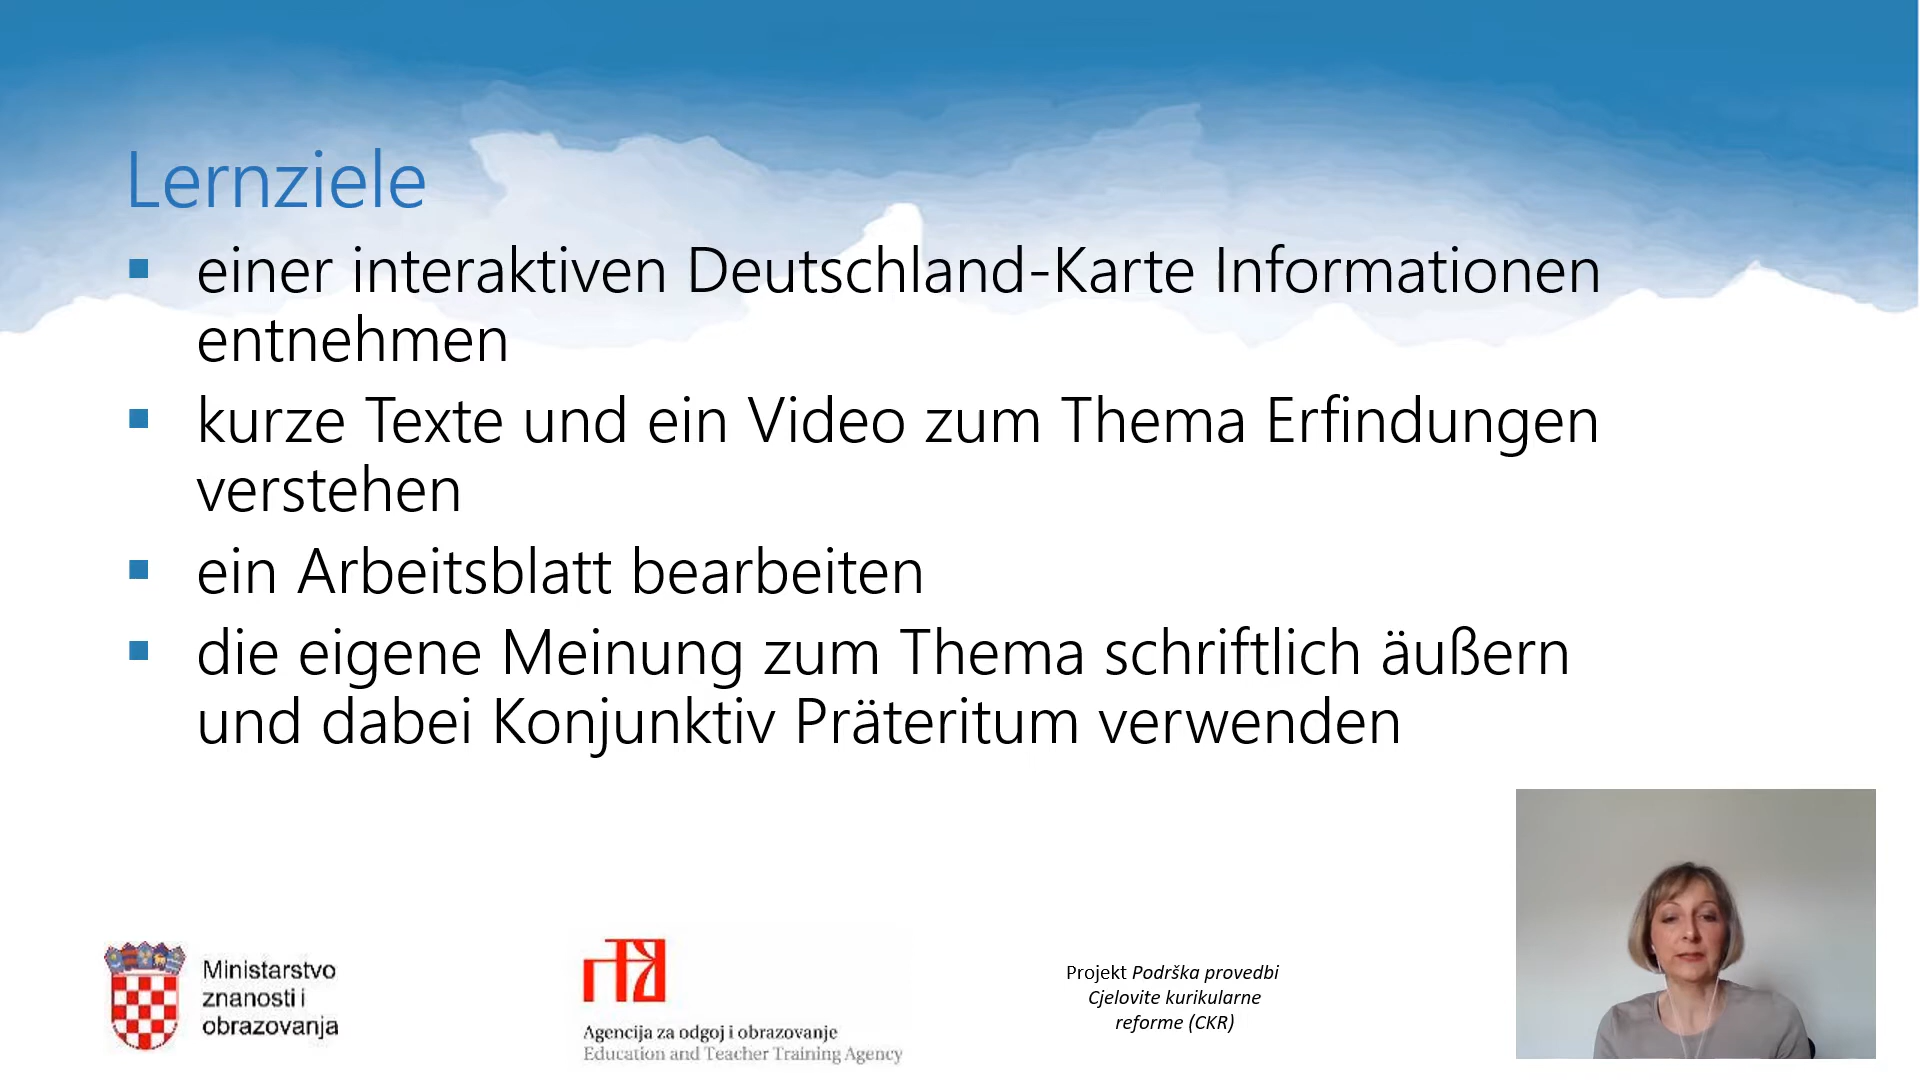 Lernziele
einer interaktiven Deutschland-Karte Informationen
entnehmen
kurze Texte und ein Video zum Thema Erfindungen
verstehen
ein Arbeitsblatt bearbeiten
die eigene Meinung zum Thema schriftlich äußern
und dabei Konjunktiv Präteritum verwenden
Ministarstvo
znanosti i
obrazovanja
Agencija za odgoj i obrazovanje
Education and Teacher Training Agency
Projekt Podrška provedbi
Cjelovite kurikularne
reforme (CKR)